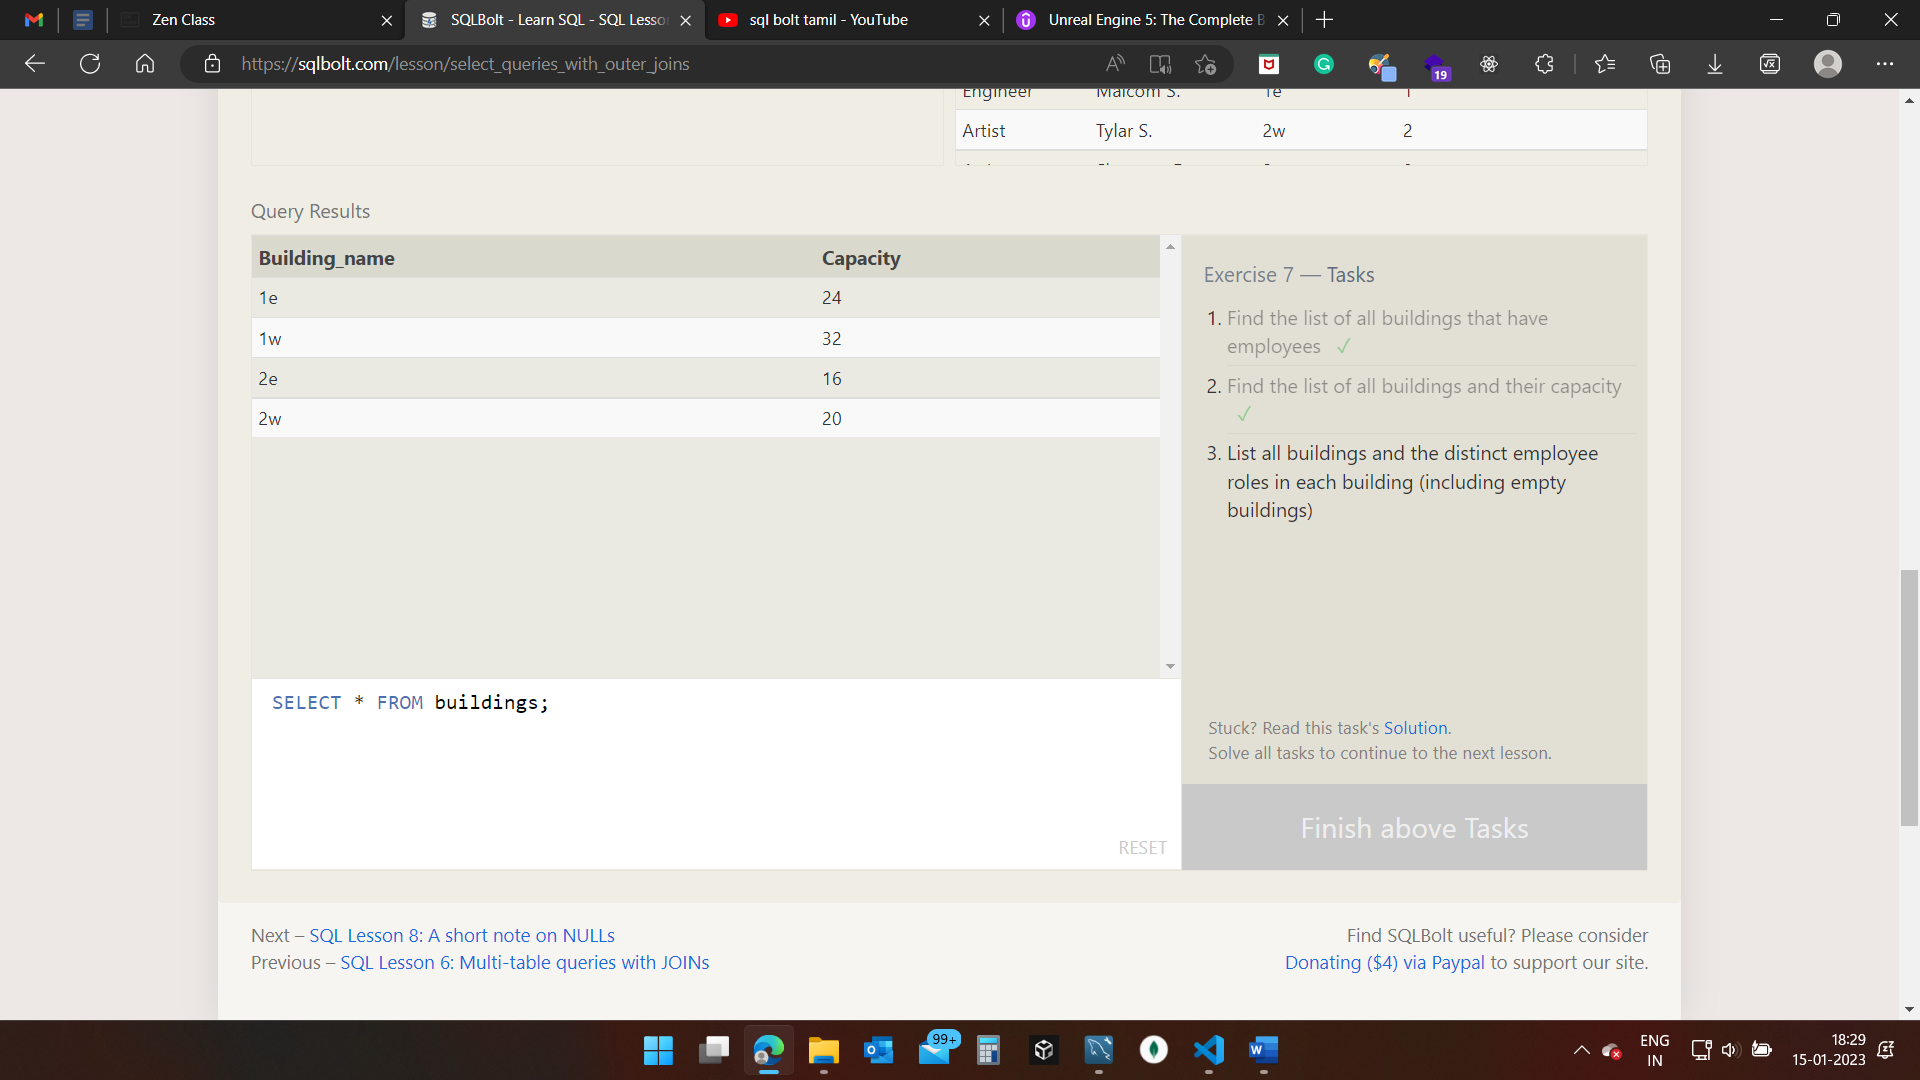 Zen Class
SQLBolt - Learn SQL - SQL Lesso
sql bolt tamil - YouTube
Unreal Engine 5: The Complete B
https://sqlbolt.com/lesson/select_queries_with_outer_joins
19
Engineer Malcom S. 1e 1
Artist Tylar S. 2w 2
Query Results
Building_name Capacity
1e 24
1w 32
2e 16
2w 20
SELECT * FROM buildings;
RESET
Exercise 7 — Tasks
1. Find the list of all buildings that have
employees ✓
2. Find the list of all buildings and their capacity
✓
3. List all buildings and the distinct employee
roles in each building (including empty
buildings)
Stuck? Read this task's Solution.
Solve all tasks to continue to the next lesson.
Finish above Tasks
Next – SQL Lesson 8: A short note on NULLs
Previous – SQL Lesson 6: Multi-table queries with JOINs
Find SQLBolt useful? Please consider
Donating ($4) via Paypal to support our site.
99+
ENG
IN
18:29
15-01-2023